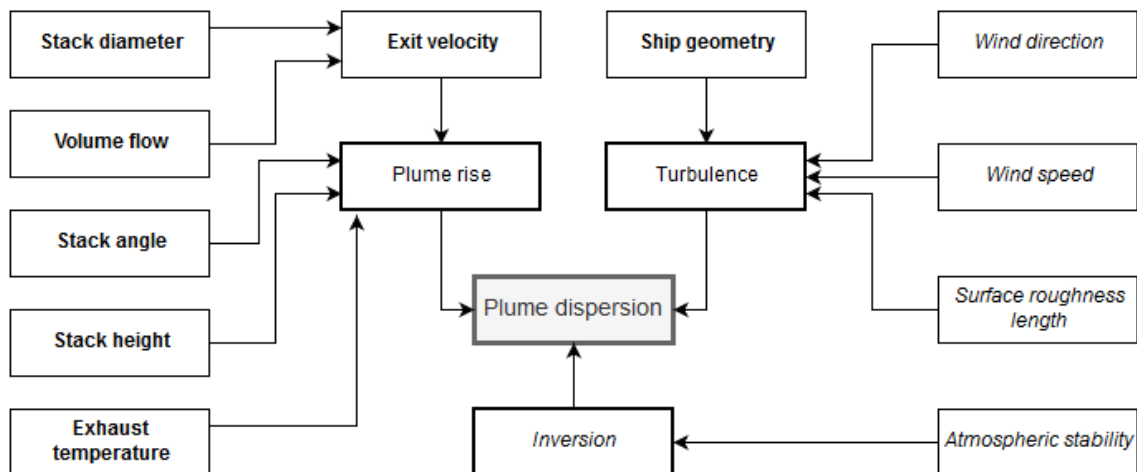 Stack diameter
Exit velocity
Ship geometry
Wind direction
Volume flow
Plume rise
Turbulence
Wind speed
Stack angle
Plume dispersion
Surface roughness
length
Stack height
Exhaust
temperature
Inversion
Atmospheric stability